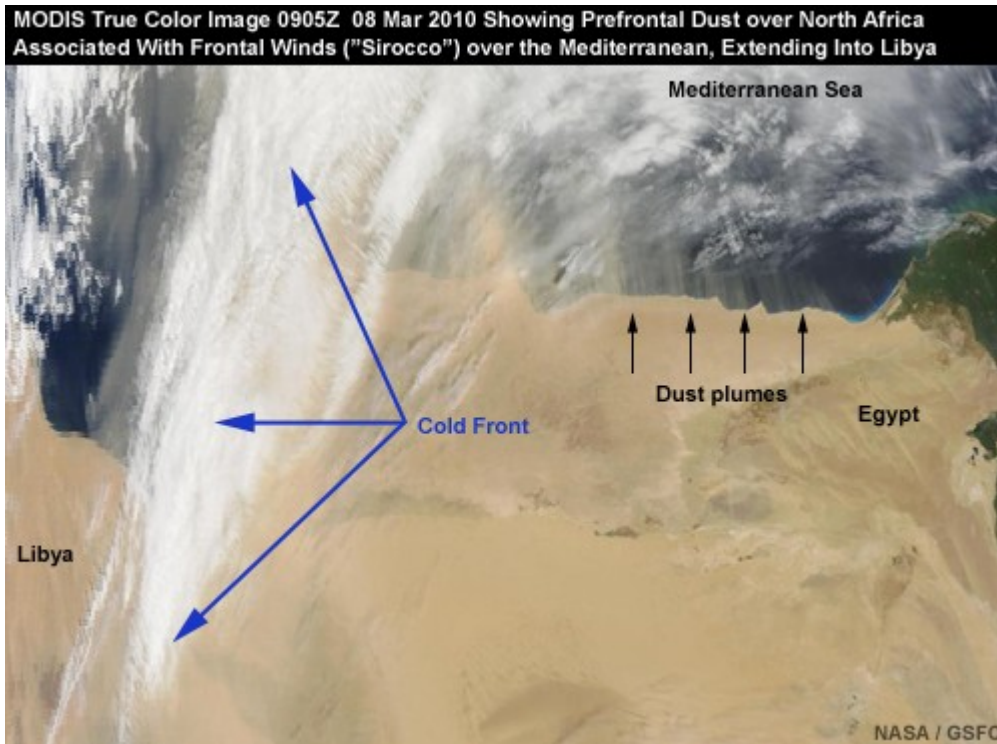 MODIS True Color Image 0905Z  08 Mar 2010 Showing Prefrontal Dust over North Africa
Associated With Frontal Winds (”Sirocco”) over the Mediterranean, Extending Into Libya
Mediterranean Sea
Dust plumes
Egypt
Cold Front
Libya
NASA / GSFC